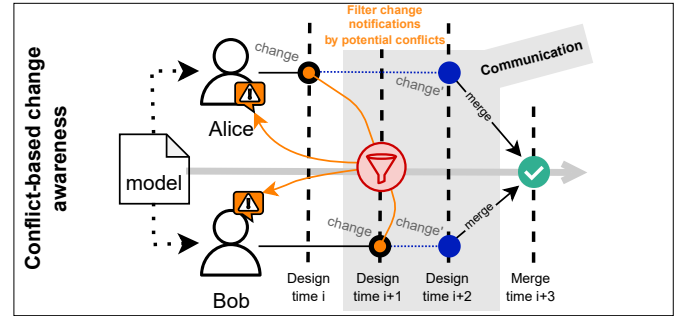 Conflict-based change
awareness
Filter change
notifications
by potential conflicts
Communication
change
change'
Alice
merge
model
change
change'
merge
Bob
Design
time i
Design
time i+1
Design
time i+2
Merge
time i+3